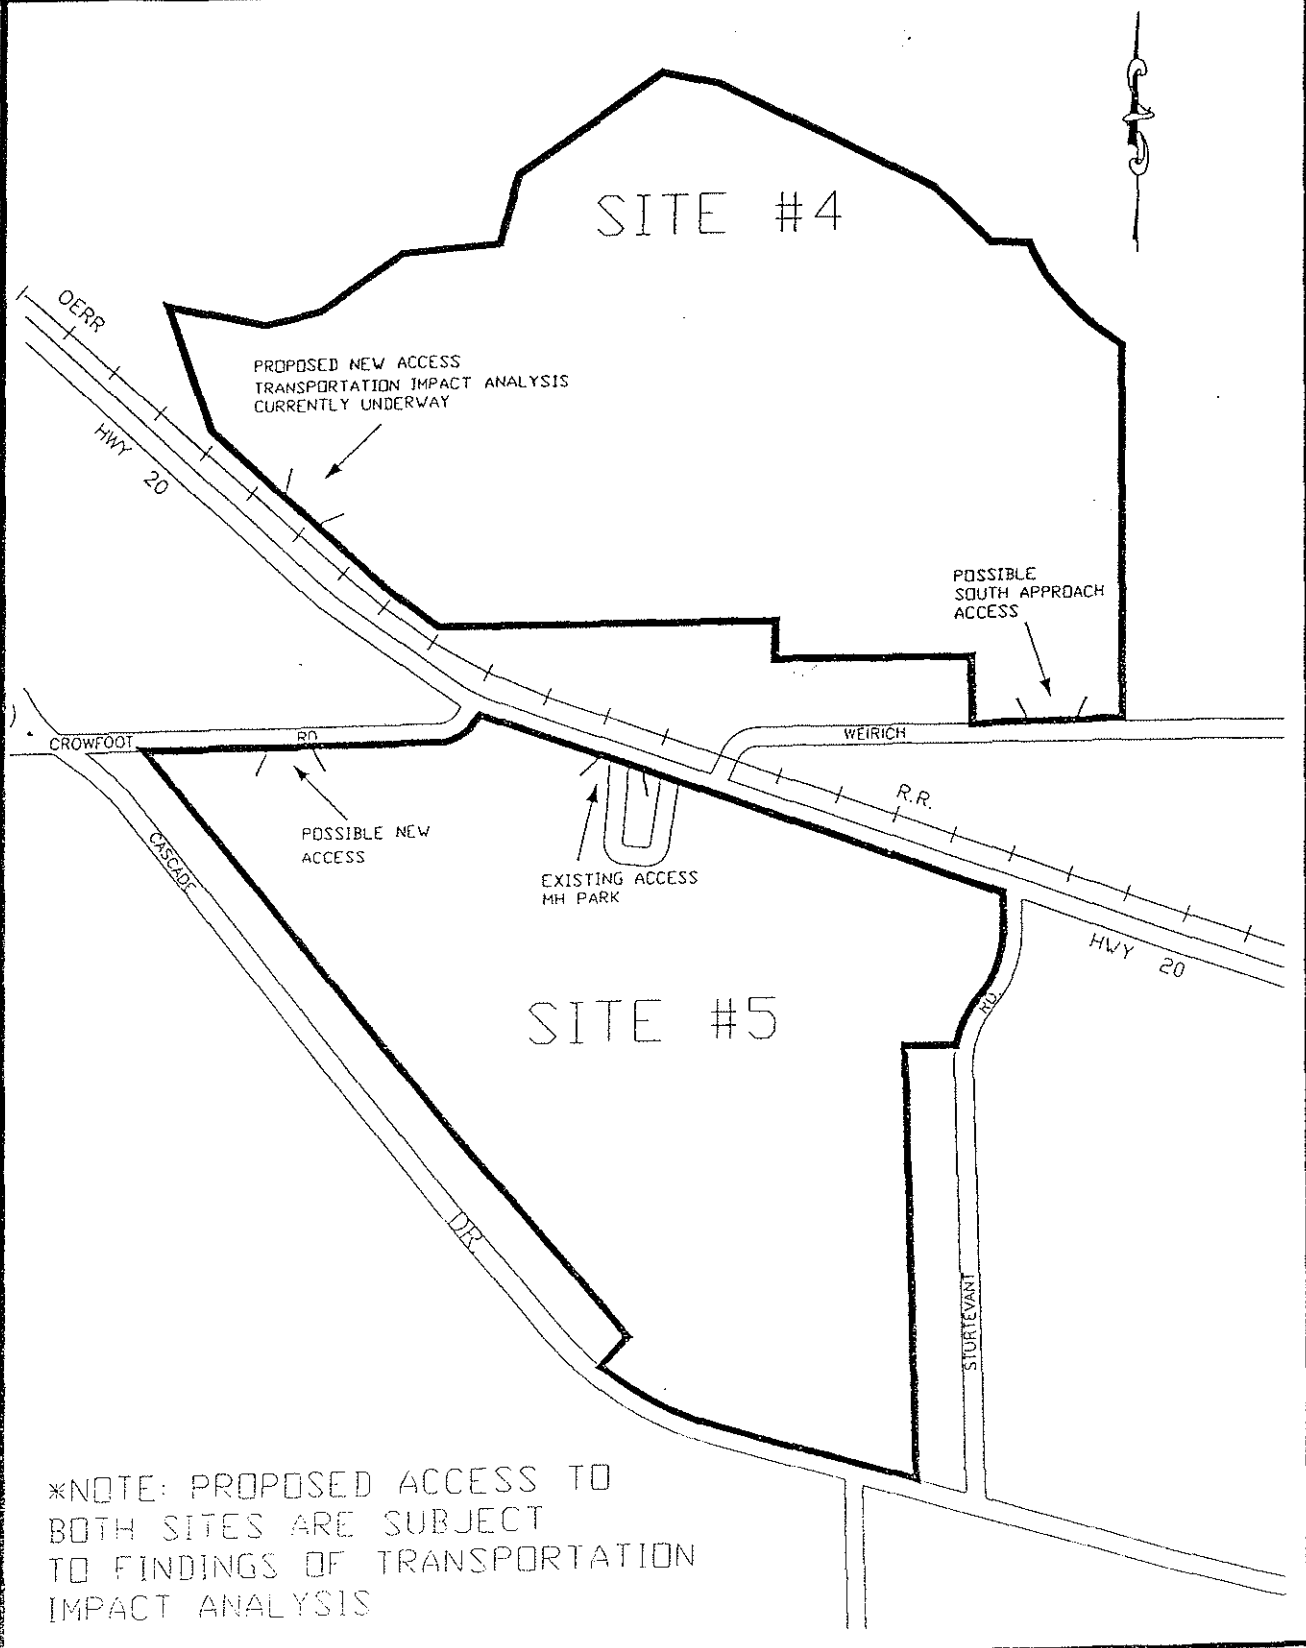 SITE #4
OERR
PROPOSED NEW ACCESS
TRANSPORTATION IMPACT ANALYSIS
CURRENTLY UNDERWAY
HWY 20
POSSIBLE
SOUTH APPROACH
ACCESS
CROWFOOT RD
WEIRICH
R.R.
POSSIBLE NEW
ACCESS
CASCADE
EXISTING ACCESS
MH PARK
HWY 20
SITE #5
RD.
DR.
STURTEVANT
*NOTE: PROPOSED ACCESS TO
BOTH SITES ARE SUBJECT
TO FINDINGS OF TRANSPORTATION
IMPACT ANALYSIS